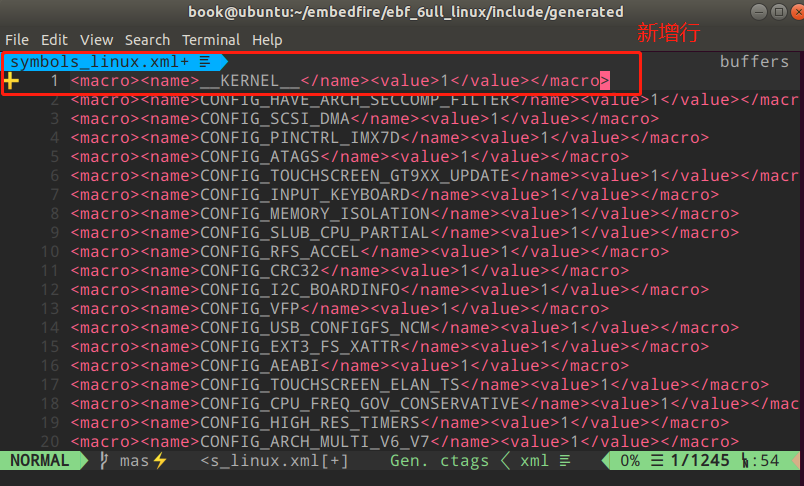 book@ubuntu:~/embedfire/ebf_6ull_linux/include/generated
File Edit View Search Terminal Help
新增行
symbols_linux.xml+ buffers
1 <macro><name>__KERNEL__</name><value>1</value></macro>
2 <macro><name>CONFIG_HAVE_ARCH_SECCOMP_FILTER</name><value>1</value></macr
3 <macro><name>CONFIG_SCSI_DMA</name><value>1</value></macro>
4 <macro><name>CONFIG_PINCTRL_IMX7D</name><value>1</value></macro>
5 <macro><name>CONFIG_ATAGS</name><value>1</value></macro>
6 <macro><name>CONFIG_TOUCHSCREEN_GT9XX_UPDATE</name><value>1</value></macr
7 <macro><name>CONFIG_INPUT_KEYBOARD</name><value>1</value></macro>
8 <macro><name>CONFIG_MEMORY_ISOLATION</name><value>1</value></macro>
9 <macro><name>CONFIG_SLUB_CPU_PARTIAL</name><value>1</value></macro>
10 <macro><name>CONFIG_RFS_ACCEL</name><value>1</value></macro>
11 <macro><name>CONFIG_CRC32</name><value>1</value></macro>
12 <macro><name>CONFIG_I2C_BOARDINFO</name><value>1</value></macro>
13 <macro><name>CONFIG_VFP</name><value>1</value></macro>
14 <macro><name>CONFIG_USB_CONFIGFS_NCM</name><value>1</value></macro>
15 <macro><name>CONFIG_EXT3_FS_XATTR</name><value>1</value></macro>
16 <macro><name>CONFIG_AEABI</name><value>1</value></macro>
17 <macro><name>CONFIG_TOUCHSCREEN_ELAN_TS</name><value>1</value></macro>
18 <macro><name>CONFIG_CPU_FREQ_GOV_CONSERVATIVE</name><value>1</value></mac
19 <macro><name>CONFIG_HIGH_RES_TIMERS</name><value>1</value></macro>
20 <macro><name>CONFIG_ARCH_MULTI_V6_V7</name><value>1</value></macro>
NORMAL mas⚡ <s_linux.xml[+] Gen. ctags xml 0% ☰ 1/1245 :54